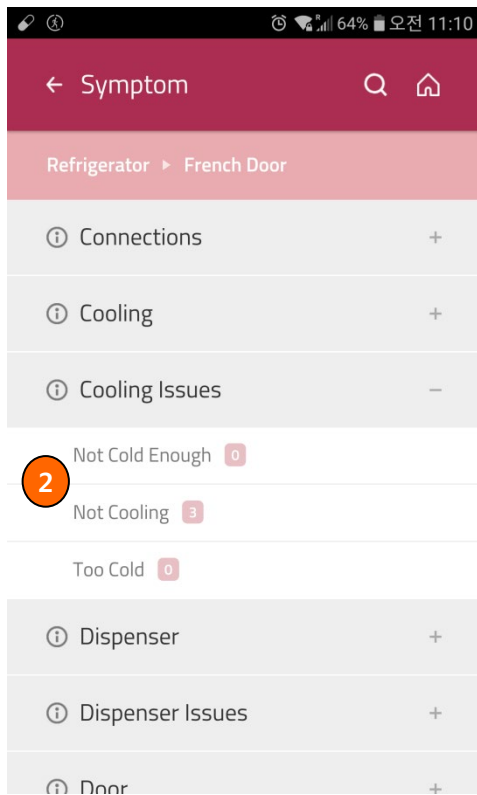 64% 오전 11:10
Symptom
Refrigerator ▸ French Door
Connections +
Cooling +
Cooling Issues −
Not Cold Enough 0
2
Not Cooling 3
Too Cold 0
Dispenser +
Dispenser Issues +
Door +